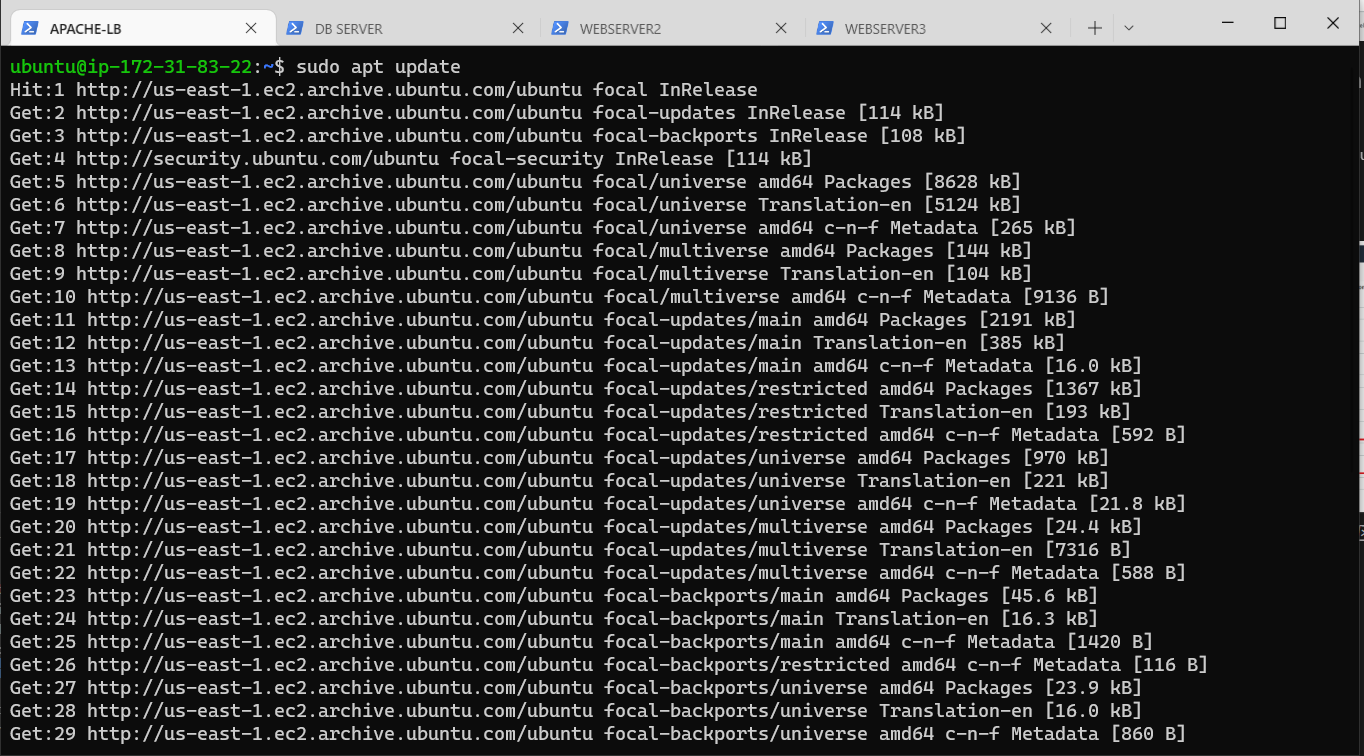 APACHE-LB DB SERVER WEBSERVER2 WEBSERVER3
ubuntu@ip-172-31-83-22:~$ sudo apt update
Hit:1 http://us-east-1.ec2.archive.ubuntu.com/ubuntu focal InRelease
Get:2 http://us-east-1.ec2.archive.ubuntu.com/ubuntu focal-updates InRelease [114 kB]
Get:3 http://us-east-1.ec2.archive.ubuntu.com/ubuntu focal-backports InRelease [108 kB]
Get:4 http://security.ubuntu.com/ubuntu focal-security InRelease [114 kB]
Get:5 http://us-east-1.ec2.archive.ubuntu.com/ubuntu focal/universe amd64 Packages [8628 kB]
Get:6 http://us-east-1.ec2.archive.ubuntu.com/ubuntu focal/universe Translation-en [5124 kB]
Get:7 http://us-east-1.ec2.archive.ubuntu.com/ubuntu focal/universe amd64 c-n-f Metadata [265 kB]
Get:8 http://us-east-1.ec2.archive.ubuntu.com/ubuntu focal/multiverse amd64 Packages [144 kB]
Get:9 http://us-east-1.ec2.archive.ubuntu.com/ubuntu focal/multiverse Translation-en [104 kB]
Get:10 http://us-east-1.ec2.archive.ubuntu.com/ubuntu focal/multiverse amd64 c-n-f Metadata [9136 B]
Get:11 http://us-east-1.ec2.archive.ubuntu.com/ubuntu focal-updates/main amd64 Packages [2191 kB]
Get:12 http://us-east-1.ec2.archive.ubuntu.com/ubuntu focal-updates/main Translation-en [385 kB]
Get:13 http://us-east-1.ec2.archive.ubuntu.com/ubuntu focal-updates/main amd64 c-n-f Metadata [16.0 kB]
Get:14 http://us-east-1.ec2.archive.ubuntu.com/ubuntu focal-updates/restricted amd64 Packages [1367 kB]
Get:15 http://us-east-1.ec2.archive.ubuntu.com/ubuntu focal-updates/restricted Translation-en [193 kB]
Get:16 http://us-east-1.ec2.archive.ubuntu.com/ubuntu focal-updates/restricted amd64 c-n-f Metadata [592 B]
Get:17 http://us-east-1.ec2.archive.ubuntu.com/ubuntu focal-updates/universe amd64 Packages [970 kB]
Get:18 http://us-east-1.ec2.archive.ubuntu.com/ubuntu focal-updates/universe Translation-en [221 kB]
Get:19 http://us-east-1.ec2.archive.ubuntu.com/ubuntu focal-updates/universe amd64 c-n-f Metadata [21.8 kB]
Get:20 http://us-east-1.ec2.archive.ubuntu.com/ubuntu focal-updates/multiverse amd64 Packages [24.4 kB]
Get:21 http://us-east-1.ec2.archive.ubuntu.com/ubuntu focal-updates/multiverse Translation-en [7316 B]
Get:22 http://us-east-1.ec2.archive.ubuntu.com/ubuntu focal-updates/multiverse amd64 c-n-f Metadata [588 B]
Get:23 http://us-east-1.ec2.archive.ubuntu.com/ubuntu focal-backports/main amd64 Packages [45.6 kB]
Get:24 http://us-east-1.ec2.archive.ubuntu.com/ubuntu focal-backports/main Translation-en [16.3 kB]
Get:25 http://us-east-1.ec2.archive.ubuntu.com/ubuntu focal-backports/main amd64 c-n-f Metadata [1420 B]
Get:26 http://us-east-1.ec2.archive.ubuntu.com/ubuntu focal-backports/restricted amd64 c-n-f Metadata [116 B]
Get:27 http://us-east-1.ec2.archive.ubuntu.com/ubuntu focal-backports/universe amd64 Packages [23.9 kB]
Get:28 http://us-east-1.ec2.archive.ubuntu.com/ubuntu focal-backports/universe Translation-en [16.0 kB]
Get:29 http://us-east-1.ec2.archive.ubuntu.com/ubuntu focal-backports/universe amd64 c-n-f Metadata [860 B]